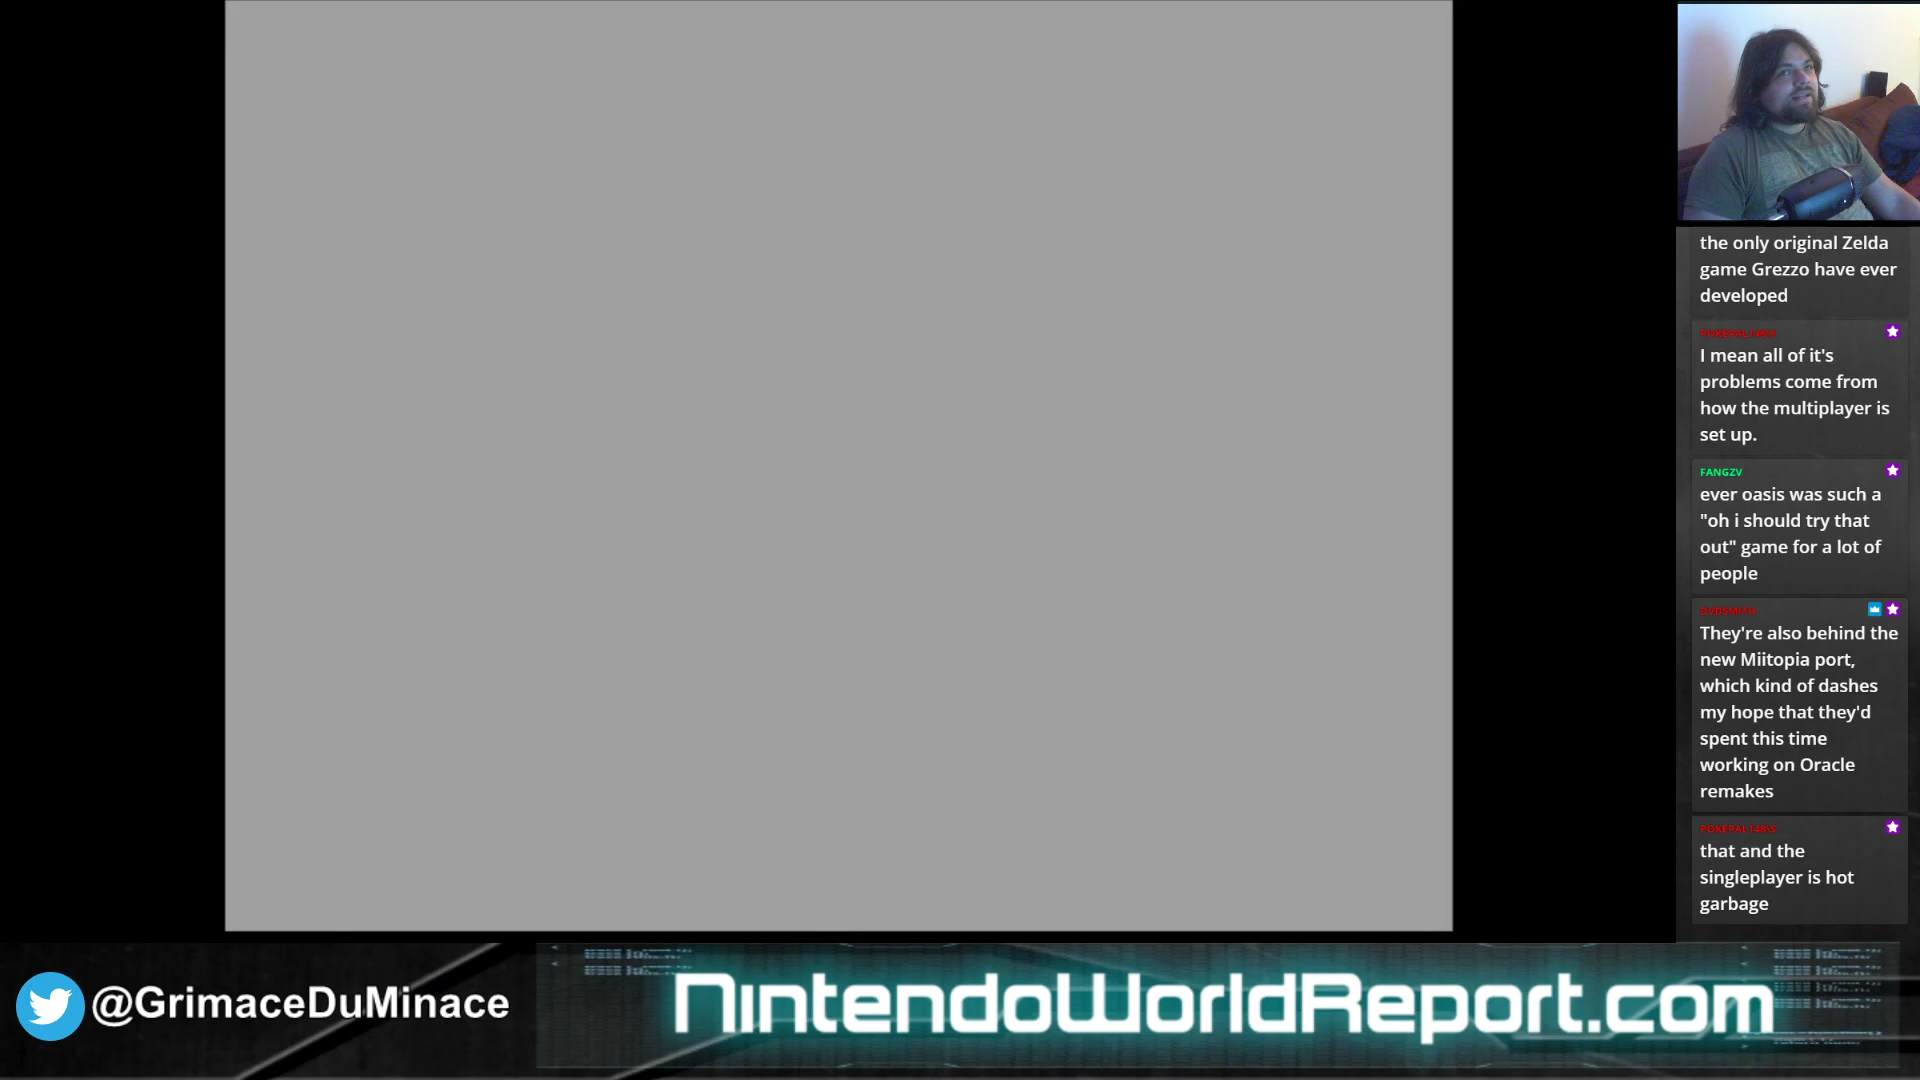 the only original Zelda
game Grezzo have ever
developed
I mean all of it's
problems come from
how the multiplayer is
set up.
FANGZV
ever oasis was such a
"oh i should try that
out" game for a lot of
people
They're also behind the
new Miitopia port,
which kind of dashes
my hope that they'd
spent this time
working on Oracle
remakes
that and the
singleplayer is hot
garbage
@GrimaceDuMinace
NintendoWorldReport.com